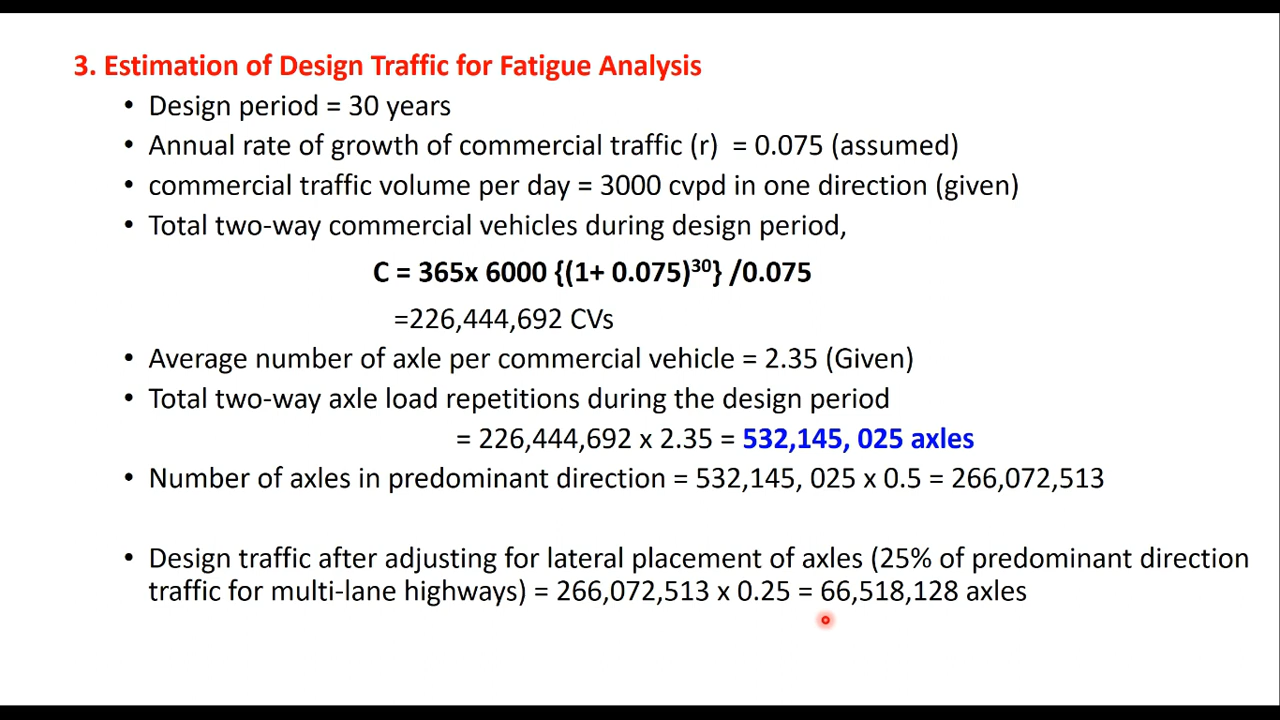 3. Estimation of Design Traffic for Fatigue Analysis
• Design period = 30 years
• Annual rate of growth of commercial traffic (r) = 0.075 (assumed)
• commercial traffic volume per day = 3000 cvpd in one direction (given)
• Total two-way commercial vehicles during design period,
C = 365x 6000 {(1+ 0.075)³⁰} /0.075
=226,444,692 CVs
• Average number of axle per commercial vehicle = 2.35 (Given)
• Total two-way axle load repetitions during the design period
= 226,444,692 x 2.35 = 532,145, 025 axles
• Number of axles in predominant direction = 532,145, 025 x 0.5 = 266,072,513
• Design traffic after adjusting for lateral placement of axles (25% of predominant direction
traffic for multi-lane highways) = 266,072,513 x 0.25 = 66,518,128 axles